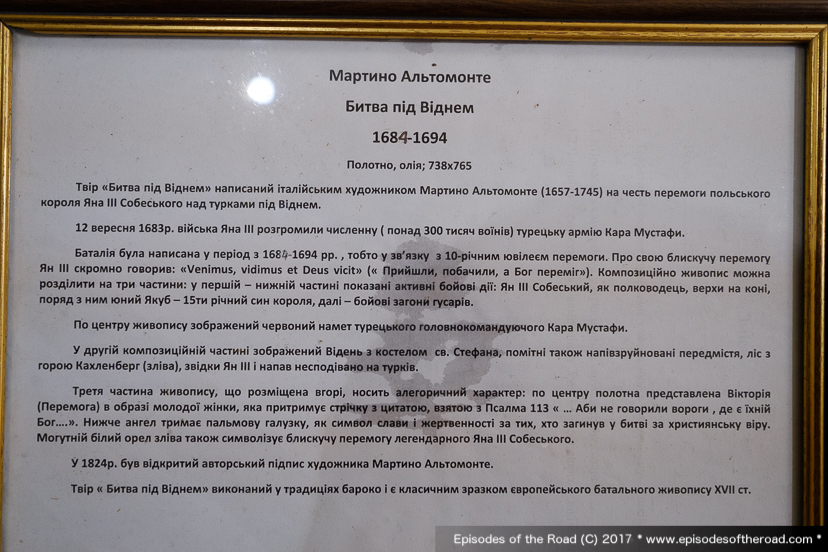 Мартино Альтомонте
Битва під Віднем
1684-1694
Полотно, олія; 738х765
Твір «Битва під Віднем» написаний італійським художником Мартино Альтомонте (1657-1745) на честь перемоги польського
короля Яна ІІІ Собеського над турками під Віднем.
12 вересня 1683р. війська Яна ІІІ розгромили численну ( понад 300 тисяч воїнів) турецьку армію Кара Мустафи.
Баталія була написана у період з 1684-1694 рр. , тобто у зв’язку з 10-річним ювілеєм перемоги. Про свою блискучу перемогу
Ян ІІІ скромно говорив: «Venimus, vidimus et Deus vicit» (« Прийшли, побачили, а Бог переміг»). Композиційно живопис можна
розділити на три частини: у першій – нижній частині показані активні бойові дії: Ян ІІІ Собеський, як полководець, верхи на коні,
поряд з ним юний Якуб – 15ти річний син короля, далі – бойові загони гусарів.
По центру живопису зображений червоний намет турецького головнокомандуючого Кара Мустафи.
У другій композиційній частині зображений Відень з костелом св. Стефана, помітні також напівзруйновані передмістя, ліс з
горою Кахленберг (зліва), звідки Ян ІІІ і напав несподівано на турків.
Третя частина живопису, що розміщена вгорі, носить алегоричний характер: по центру полотна представлена Вікторія
(Перемога) в образі молодої жінки, яка притримує стрічку з цитатою, взятою з Псалма 113 « ... Аби не говорили вороги , де є їхній
Бог....». Нижче ангел тримає пальмову галузку, як символ слави і жертвенності за тих, хто загинув у битві за християнську віру.
Могутній білий орел зліва також символізує блискучу перемогу легендарного Яна ІІІ Собеського.
У 1824р. був відкритий авторський підпис художника Мартино Альтомонте.
Твір « Битва під Віднем» виконаний у традиціях бароко і є класичним зразком європейського батального живопису XVII ст.
Episodes of the Road (C) 2017 * www.episodesoftheroad.com *